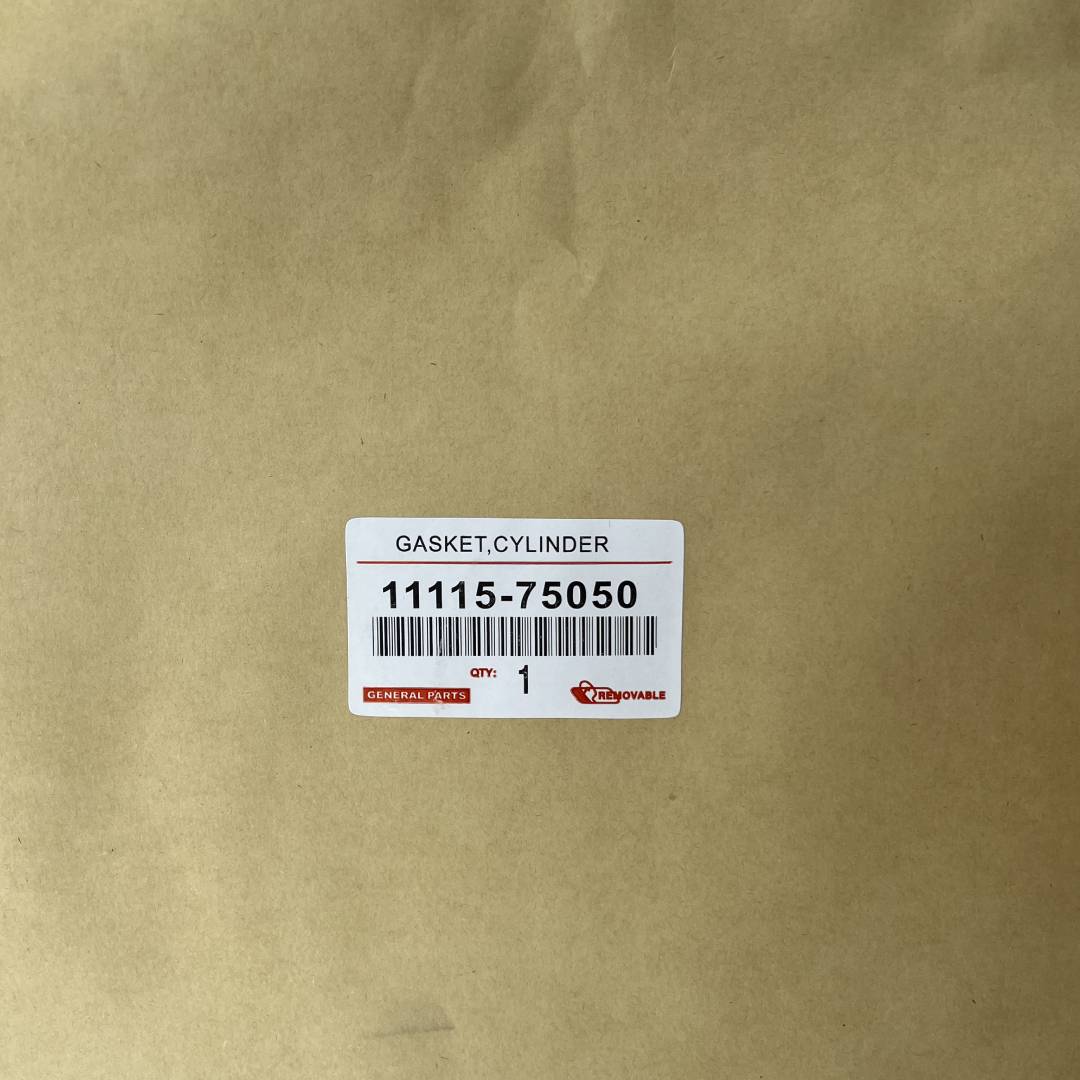 GASKET,CYLINDER
11115-75050
QTY: 1
GENERAL PARTS
REMOVABLE